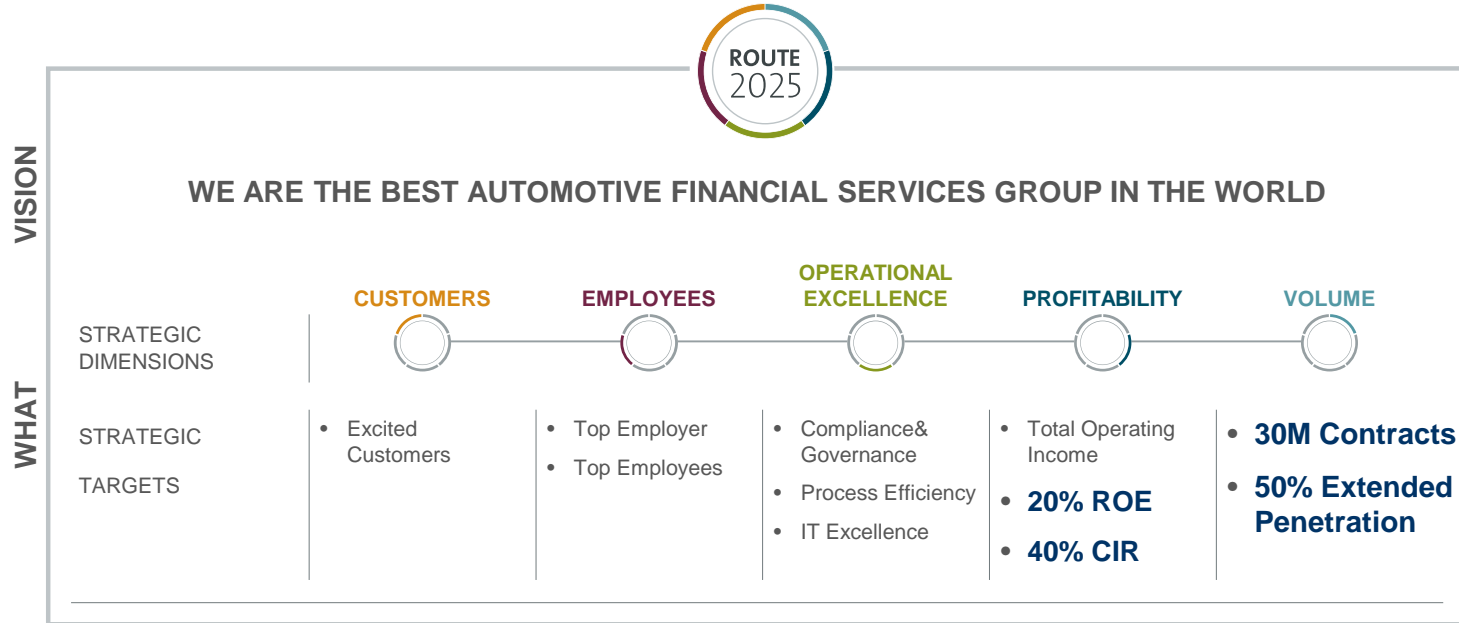 ROUTE
2025
VISION
WE ARE THE BEST AUTOMOTIVE FINANCIAL SERVICES GROUP IN THE WORLD
WHAT
STRATEGIC
DIMENSIONS
CUSTOMERS
EMPLOYEES
OPERATIONAL
EXCELLENCE
PROFITABILITY
VOLUME
STRATEGIC
TARGETS
• Excited
Customers
• Top Employer
• Top Employees
• Compliance&
Governance
• Process Efficiency
• IT Excellence
• Total Operating
Income
• 20% ROE
• 40% CIR
• 30M Contracts
• 50% Extended
Penetration